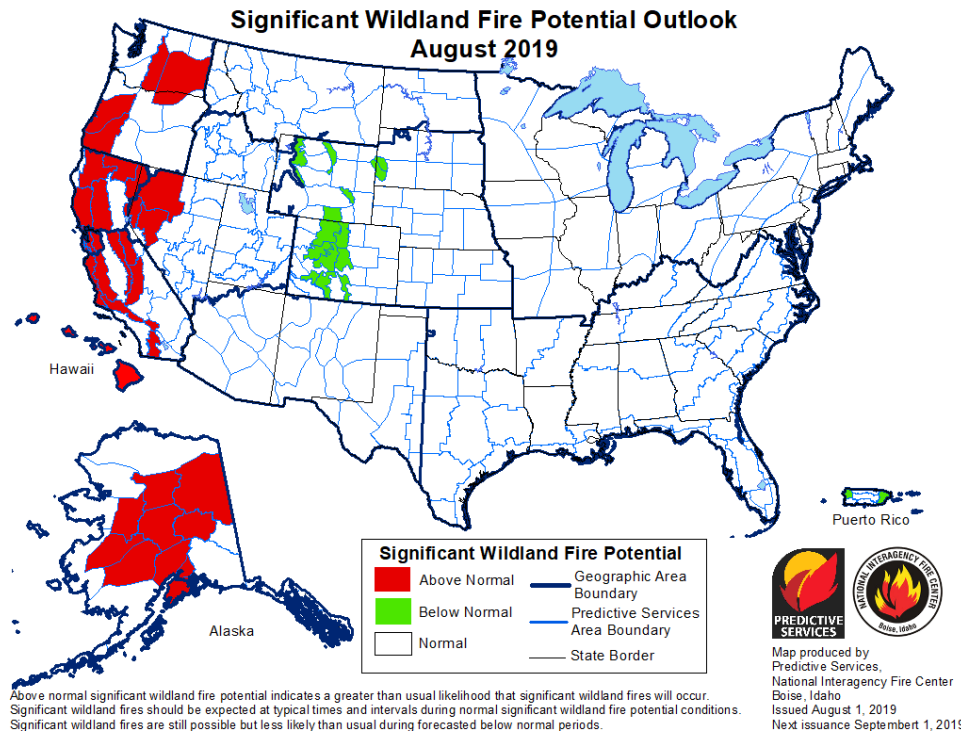 Significant Wildland Fire Potential Outlook
August 2019
Hawaii
Alaska
Puerto Rico
Significant Wildland Fire Potential
Above Normal
Below Normal
Normal
Geographic Area
Boundary
Predictive Services
Area Boundary
State Border
PREDICTIVE
SERVICES
NATIONAL INTERAGENCY FIRE CENTER
Boise, Idaho
Map produced by
Predictive Services,
National Interagency Fire Center
Boise, Idaho
Issued August 1, 2019
Next issuance Septembert 1, 2019
Above normal significant wildland fire potential indicates a greater than usual likelihood that significant wildland fires will occur.
Significant wildland fires should be expected at typical times and intervals during normal significant wildland fire potential conditions.
Significant wildland fires are still possible but less likely than usual during forecasted below normal periods.